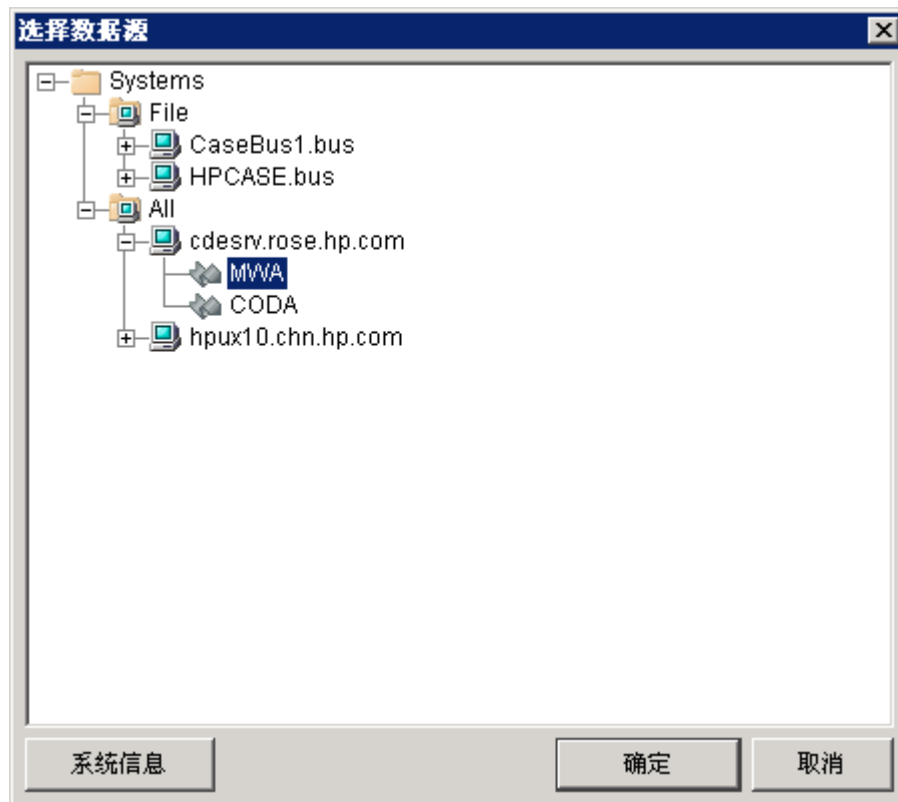 选择数据源
Systems
File
CaseBus1.bus
HPCASE.bus
All
cdesrv.rose.hp.com
MWA
CODA
hpux10.chn.hp.com
系统信息 确定 取消